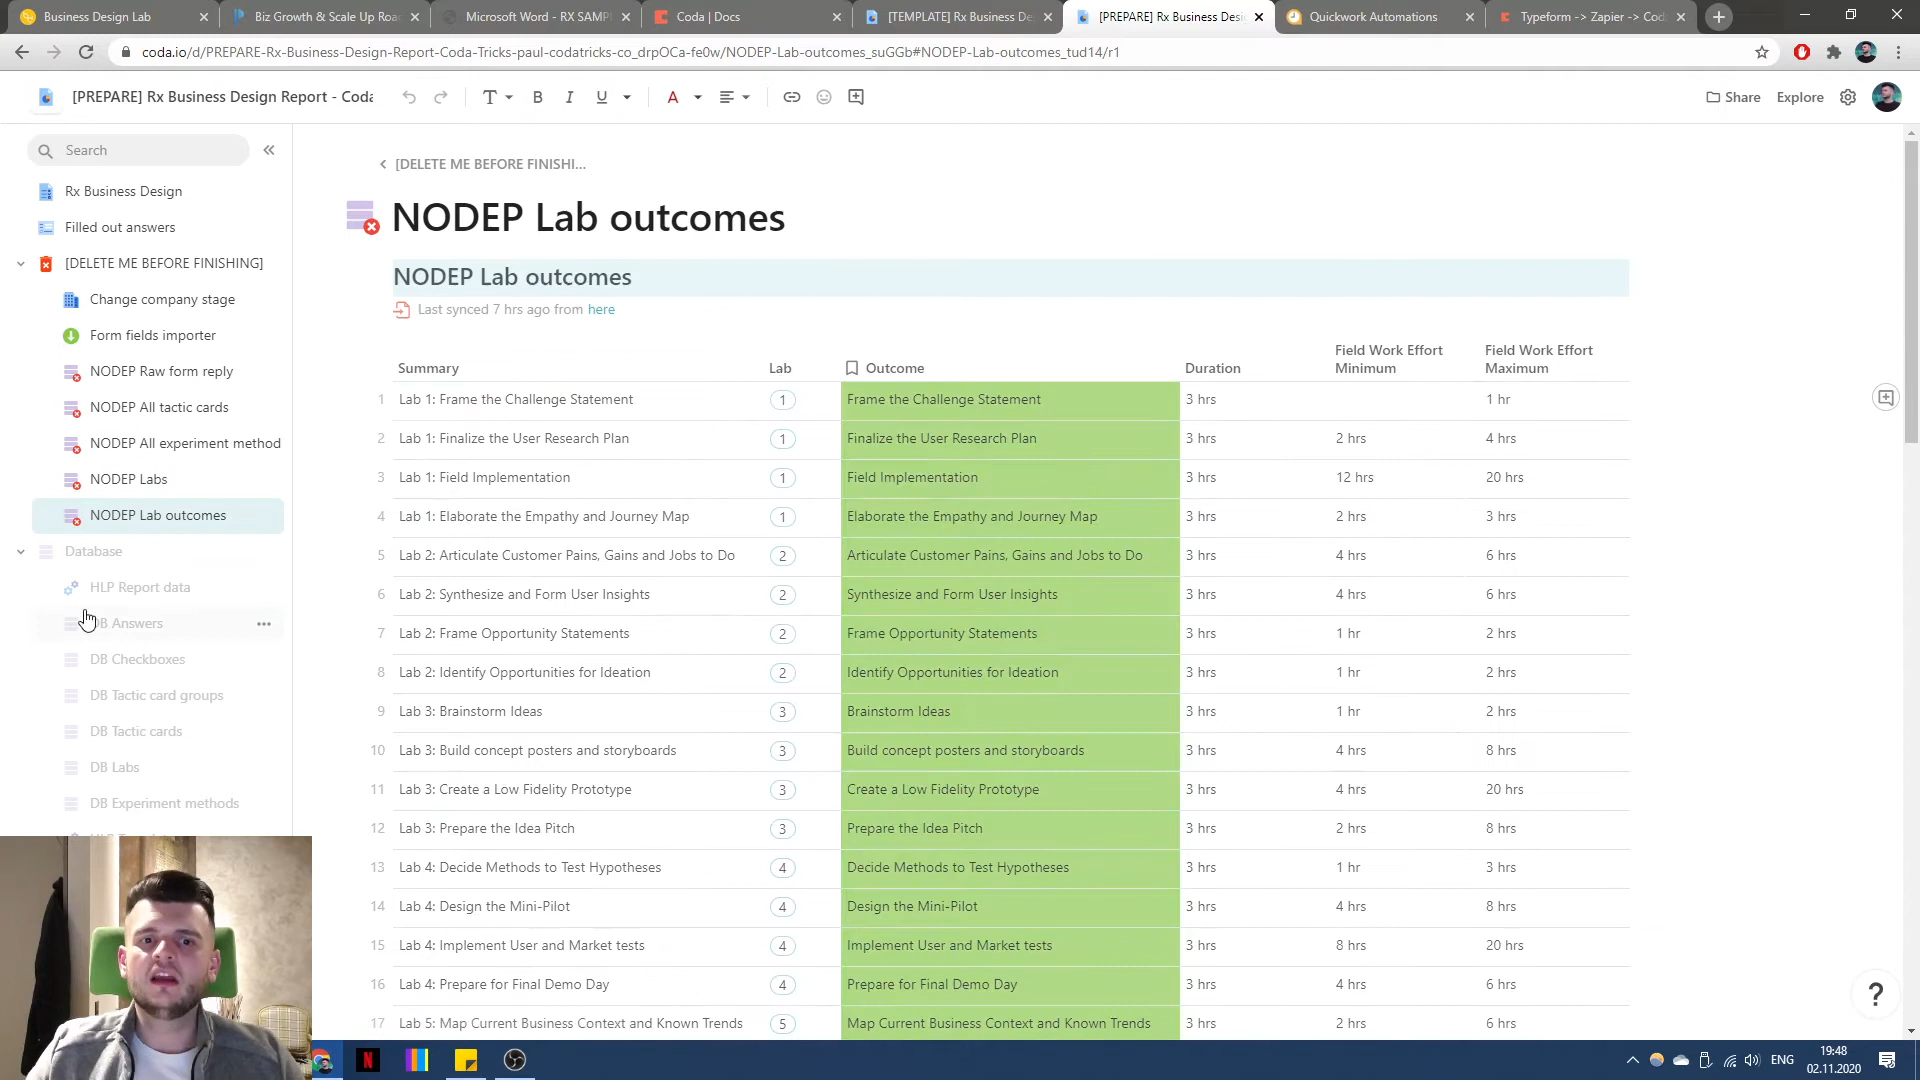 Business Design Lab
Biz Growth & Scale Up Roa
Microsoft Word - RX SAMP
Coda | Docs
[TEMPLATE] Rx Business De
[PREPARE] Rx Business Desi
Quickwork Automations
Typeform -> Zapier -> Cod
coda.io/d/PREPARE-Rx-Business-Design-Report-Coda-Tricks-paul-codatricks-co_drpOCa-fe0w/NODEP-Lab-outcomes_suGGb#NODEP-Lab-outcomes_tud14/r1
[PREPARE] Rx Business Design Report - Coda
T B I U A
Share
Explore
Search
Rx Business Design
Filled out answers
[DELETE ME BEFORE FINISHING]
Change company stage
Form fields importer
NODEP Raw form reply
NODEP All tactic cards
NODEP All experiment method
NODEP Labs
NODEP Lab outcomes
Database
HLP Report data
DB Answers
DB Checkboxes
DB Tactic card groups
DB Tactic cards
DB Labs
DB Experiment methods
[DELETE ME BEFORE FINISHI...
NODEP Lab outcomes
NODEP Lab outcomes
Last synced 7 hrs ago from here
Summary Lab Outcome Duration Field Work Effort Minimum Field Work Effort Maximum
1 Lab 1: Frame the Challenge Statement 1 Frame the Challenge Statement 3 hrs 1 hr
2 Lab 1: Finalize the User Research Plan 1 Finalize the User Research Plan 3 hrs 2 hrs 4 hrs
3 Lab 1: Field Implementation 1 Field Implementation 3 hrs 12 hrs 20 hrs
4 Lab 1: Elaborate the Empathy and Journey Map 1 Elaborate the Empathy and Journey Map 3 hrs 2 hrs 3 hrs
5 Lab 2: Articulate Customer Pains, Gains and Jobs to Do 2 Articulate Customer Pains, Gains and Jobs to Do 3 hrs 4 hrs 6 hrs
6 Lab 2: Synthesize and Form User Insights 2 Synthesize and Form User Insights 3 hrs 4 hrs 6 hrs
7 Lab 2: Frame Opportunity Statements 2 Frame Opportunity Statements 3 hrs 1 hr 2 hrs
8 Lab 2: Identify Opportunities for Ideation 2 Identify Opportunities for Ideation 3 hrs 1 hr 2 hrs
9 Lab 3: Brainstorm Ideas 3 Brainstorm Ideas 3 hrs 1 hr 2 hrs
10 Lab 3: Build concept posters and storyboards 3 Build concept posters and storyboards 3 hrs 4 hrs 8 hrs
11 Lab 3: Create a Low Fidelity Prototype 3 Create a Low Fidelity Prototype 3 hrs 4 hrs 20 hrs
12 Lab 3: Prepare the Idea Pitch 3 Prepare the Idea Pitch 3 hrs 2 hrs 8 hrs
13 Lab 4: Decide Methods to Test Hypotheses 4 Decide Methods to Test Hypotheses 3 hrs 1 hr 3 hrs
14 Lab 4: Design the Mini-Pilot 4 Design the Mini-Pilot 3 hrs 4 hrs 8 hrs
15 Lab 4: Implement User and Market tests 4 Implement User and Market tests 3 hrs 8 hrs 20 hrs
16 Lab 4: Prepare for Final Demo Day 4 Prepare for Final Demo Day 3 hrs 4 hrs 6 hrs
17 Lab 5: Map Current Business Context and Known Trends 5 Map Current Business Context and Known Trends 3 hrs 2 hrs 6 hrs
?
N
ENG
19:48
02.11.2020